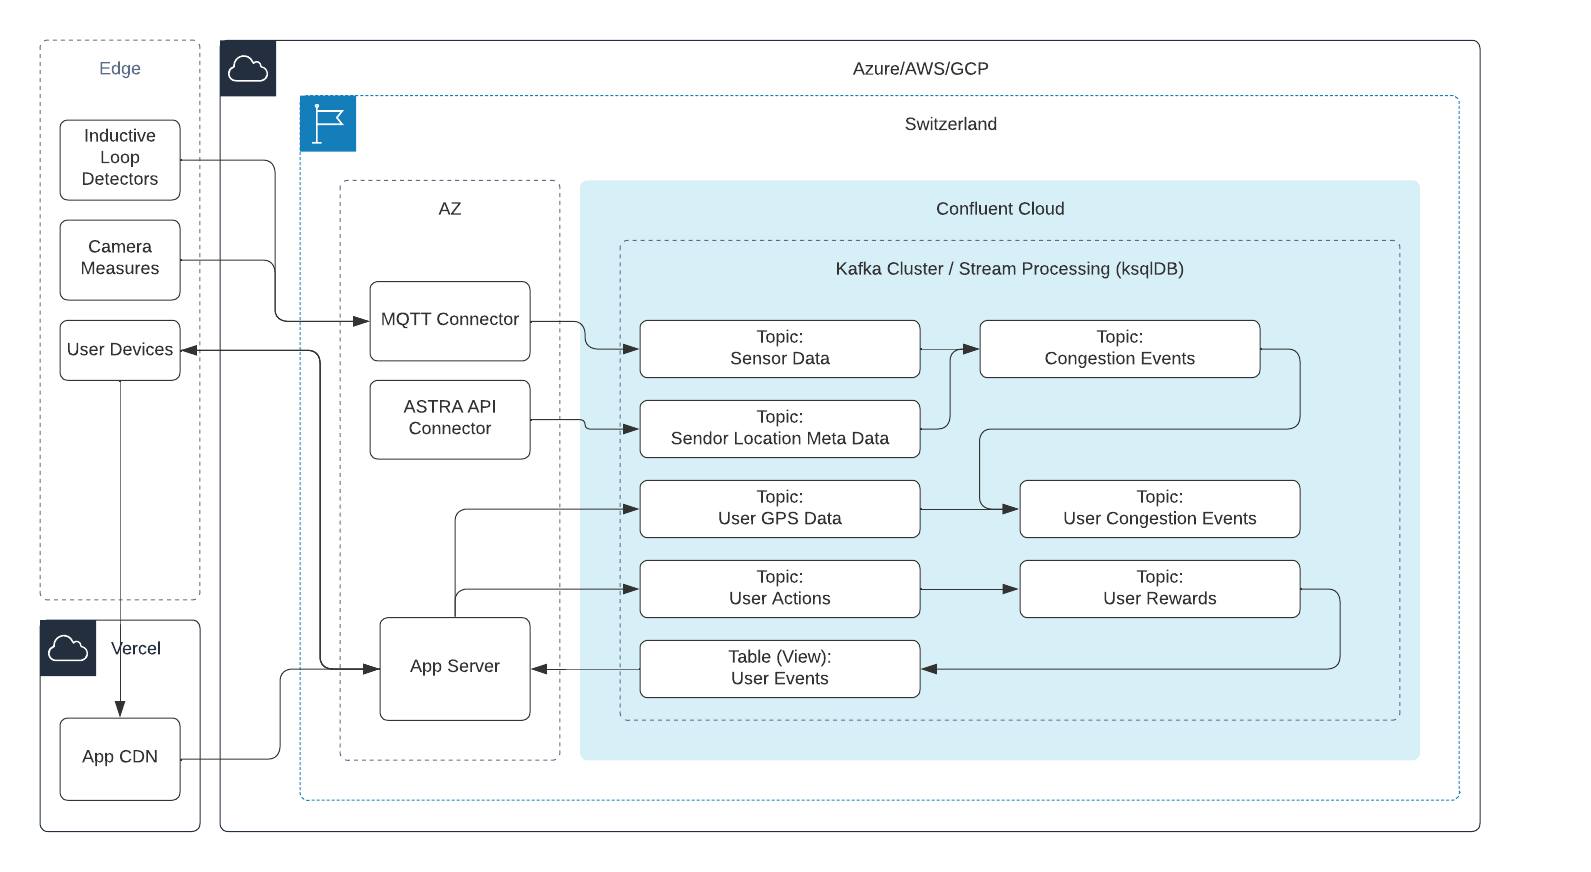 Edge
Inductive
Loop
Detectors
Camera
Measures
User Devices
Vercel
App CDN
Azure/AWS/GCP
Switzerland
AZ
MQTT Connector
ASTRA API
Connector
App Server
Confluent Cloud
Kafka Cluster / Stream Processing (ksqlDB)
Topic:
Sensor Data
Topic:
Congestion Events
Topic:
Sendor Location Meta Data
Topic:
User GPS Data
Topic:
User Congestion Events
Topic:
User Actions
Topic:
User Rewards
Table (View):
User Events